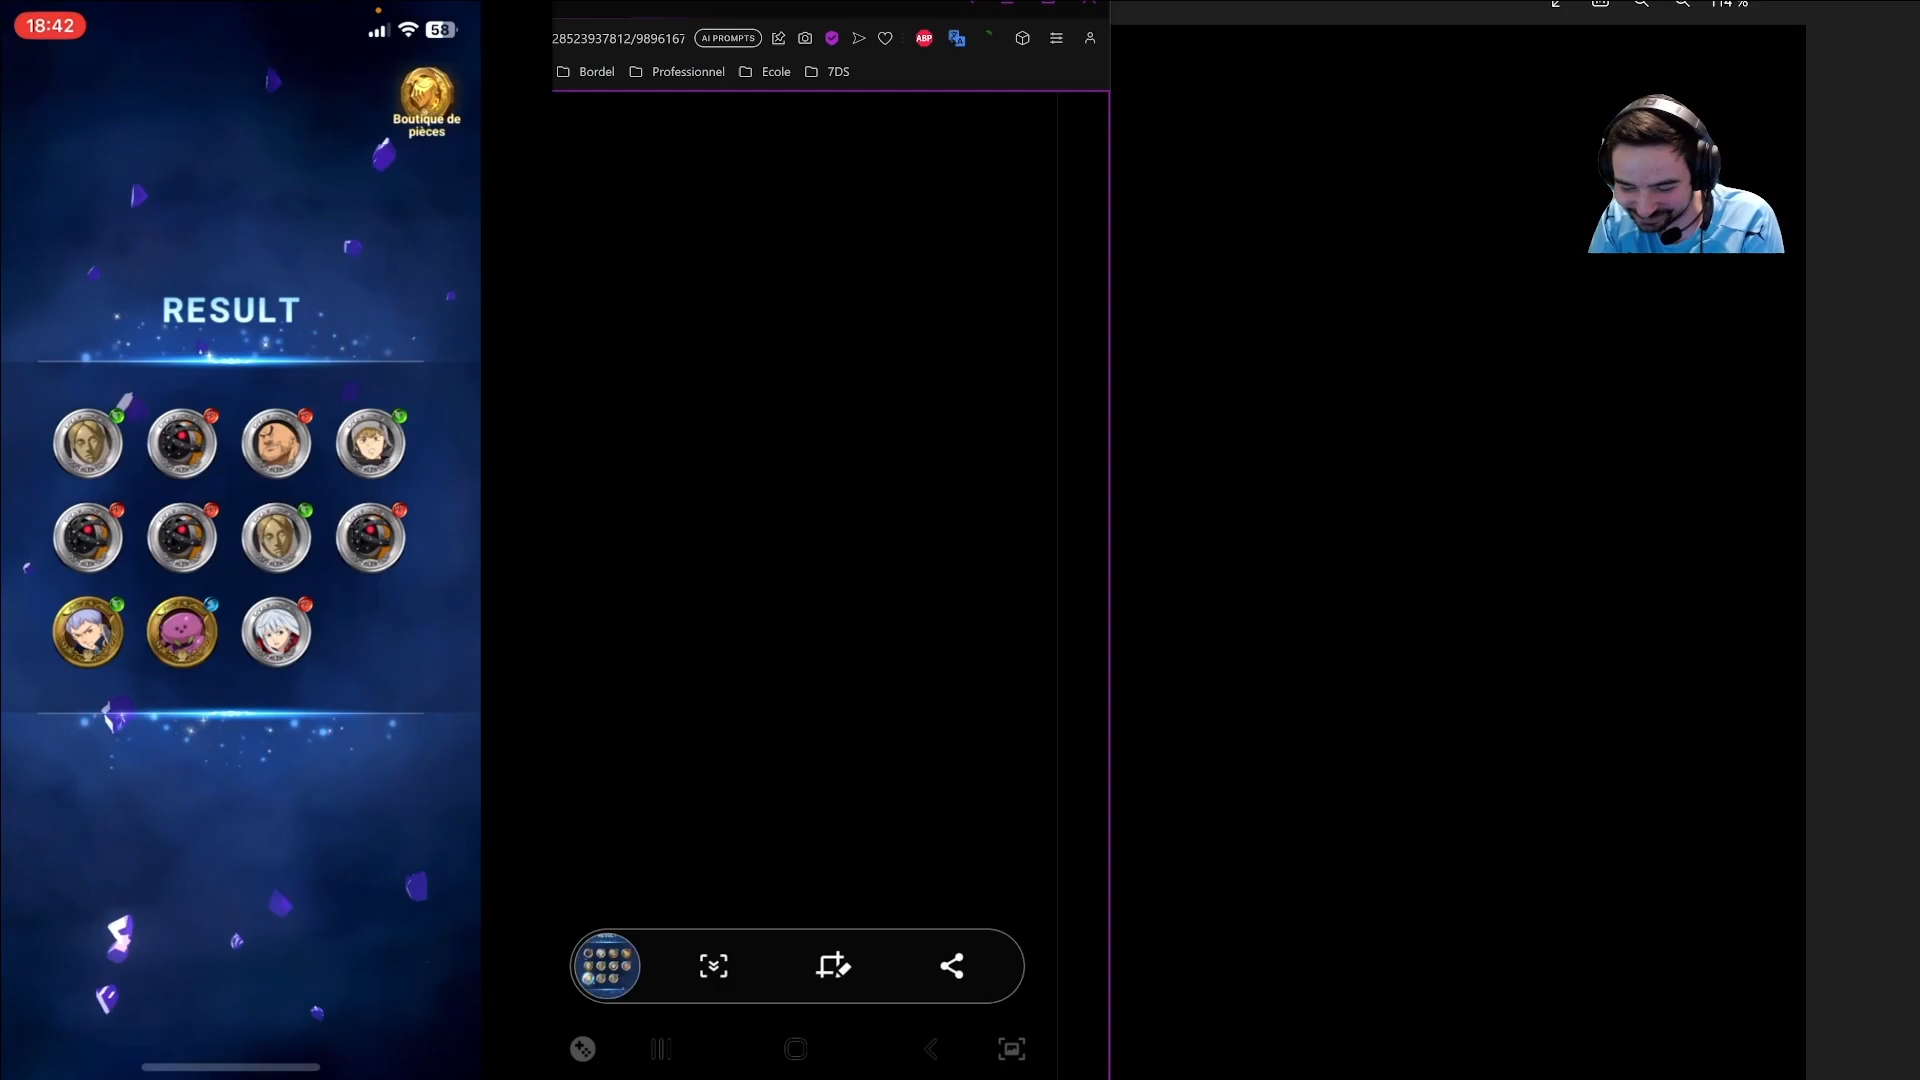 18:42
58
Boutique de
pièces
RESULT
28523937812/9896167
AI PROMPTS
ABP
Bordel
Professionnel
Ecole
7DS